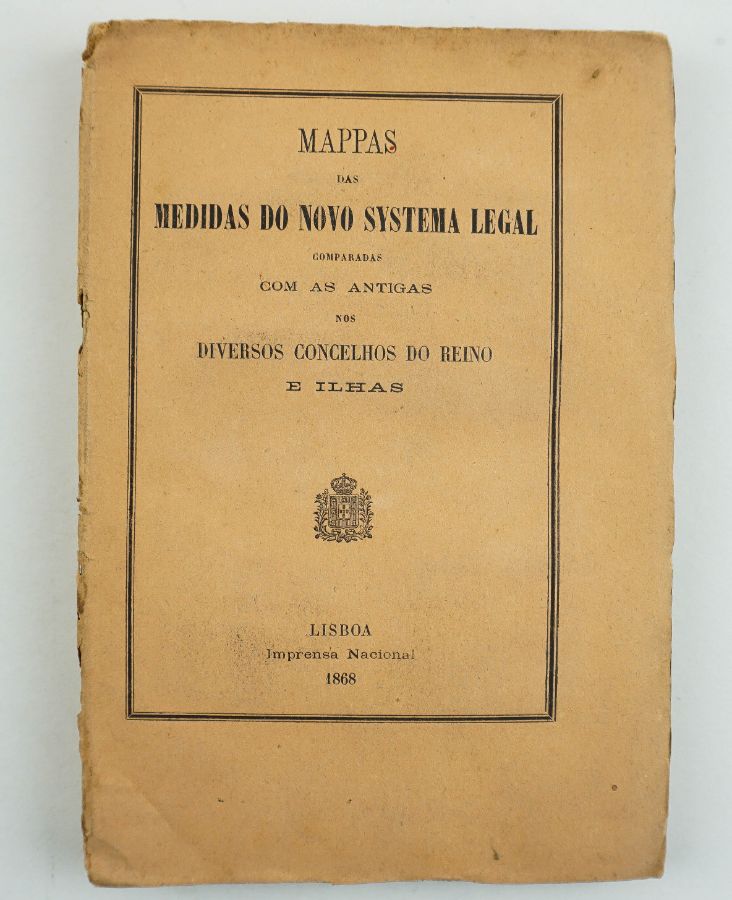 MAPPAS
DAS
MEDIDAS DO NOVO SYSTEMA LEGAL
COMPARADAS
COM AS ANTIGAS
NOS
DIVERSOS CONCELHOS DO REINO
E ILHAS
LISBOA
Imprensa Nacional
1868